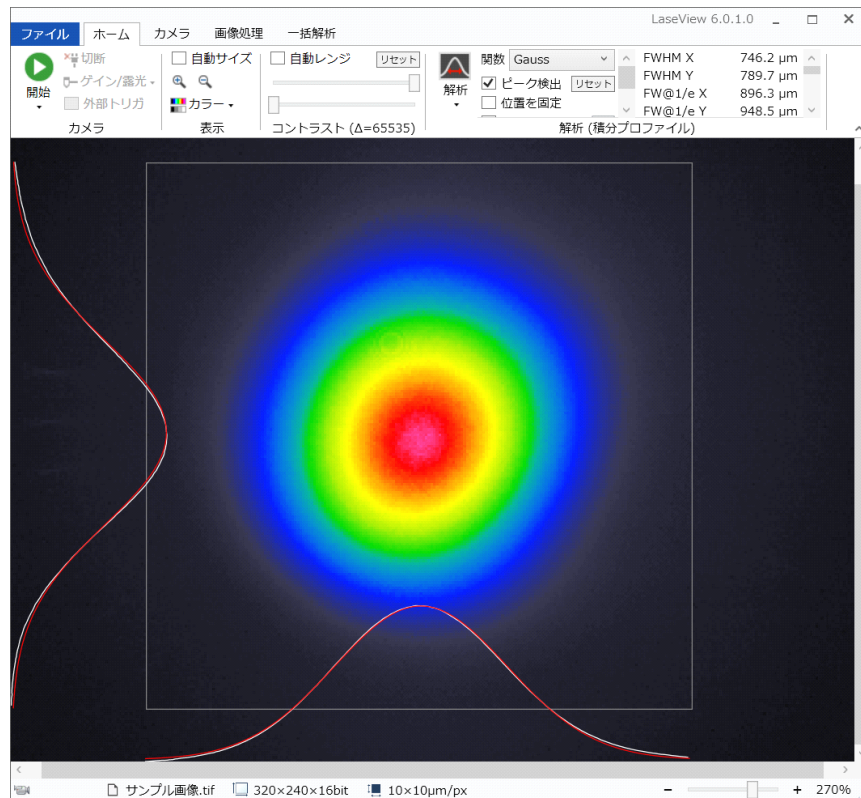 LaseView 6.0.1.0
ファイル ホーム カメラ 画像処理 一括解析
開始
切断
ゲイン/露光
外部トリガ
カメラ
自動サイズ
カラー
表示
自動レンジ リセット
コントラスト (Δ=65535)
解析
関数 Gauss
ピーク検出 リセット
位置を固定
FWHM X 746.2 μm
FWHM Y 789.7 μm
FW@1/e X 896.3 μm
FW@1/e Y 948.5 μm
解析 (積分プロファイル)
サンプル画像.tif 320×240×16bit 10×10μm/px 270%